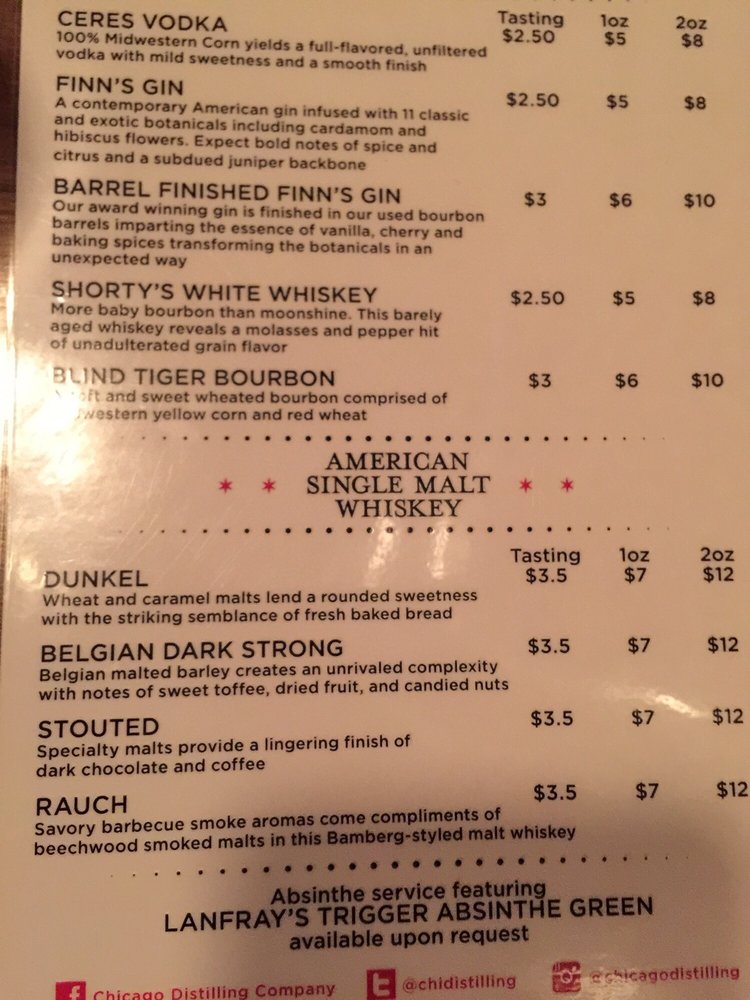 CERES VODKA Tasting 1oz 2oz
100% Midwestern Corn yields a full-flavored, unfiltered $2.50 $5 $8
vodka with mild sweetness and a smooth finish
FINN'S GIN $2.50 $5 $8
A contemporary American gin infused with 11 classic
and exotic botanicals including cardamom and
hibiscus flowers. Expect bold notes of spice and
citrus and a subdued juniper backbone
BARREL FINISHED FINN'S GIN $3 $6 $10
Our award winning gin is finished in our used bourbon
barrels imparting the essence of vanilla, cherry and
baking spices transforming the botanicals in an
unexpected way
SHORTY'S WHITE WHISKEY $2.50 $5 $8
More baby bourbon than moonshine. This barely
aged whiskey reveals a molasses and pepper hit
of unadulterated grain flavor
BLIND TIGER BOURBON $3 $6 $10
and sweet wheated bourbon comprised of
western yellow corn and red wheat
AMERICAN
SINGLE MALT
WHISKEY
Tasting 1oz 2oz
DUNKEL $3.5 $7 $12
Wheat and caramel malts lend a rounded sweetness
with the striking semblance of fresh baked bread
BELGIAN DARK STRONG $3.5 $7 $12
Belgian malted barley creates an unrivaled complexity
with notes of sweet toffee, dried fruit, and candied nuts
STOUTED $3.5 $7 $12
Specialty malts provide a lingering finish of
dark chocolate and coffee
RAUCH $3.5 $7 $12
Savory barbecue smoke aromas come compliments of
beechwood smoked malts in this Bamberg-styled malt whiskey
Absinthe service featuring
LANFRAY'S TRIGGER ABSINTHE GREEN
available upon request
Chicago Distilling Company @chidistilling @chicagodistilling